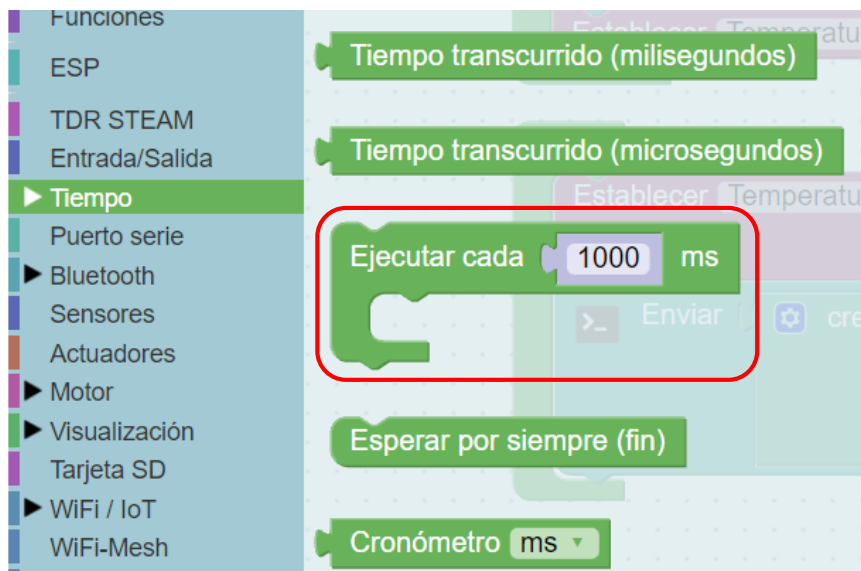 Funciones
ESP
TDR STEAM
Entrada/Salida
Tiempo
Puerto serie
Bluetooth
Sensores
Actuadores
Motor
Visualización
Tarjeta SD
WiFi / IoT
WiFi-Mesh
Establecer Temperatu
Tiempo transcurrido (milisegundos)
Tiempo transcurrido (microsegundos)
Establecer Temperatu
Ejecutar cada 1000 ms
>_ Enviar cre
Esperar por siempre (fin)
Cronómetro ms